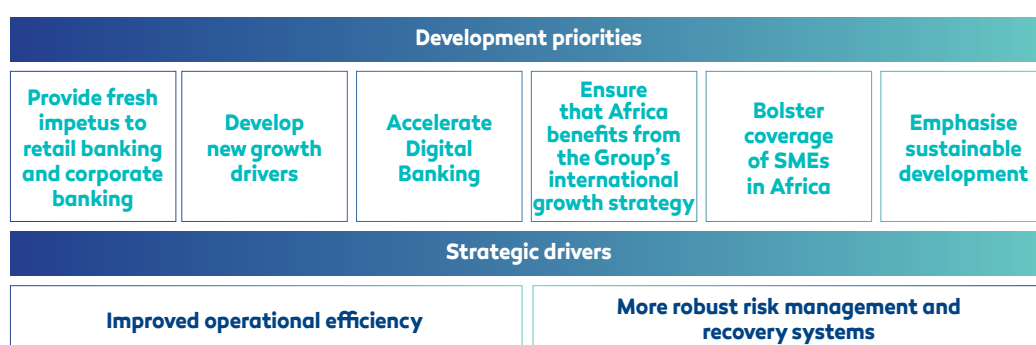 Development priorities
Provide fresh
impetus to
retail banking
and corporate
banking
Develop
new growth
drivers
Accelerate
Digital
Banking
Ensure
that Africa
benefits from
the Group's
international
growth strategy
Bolster
coverage
of SMEs
in Africa
Emphasise
sustainable
development
Strategic drivers
Improved operational efficiency
More robust risk management and
recovery systems